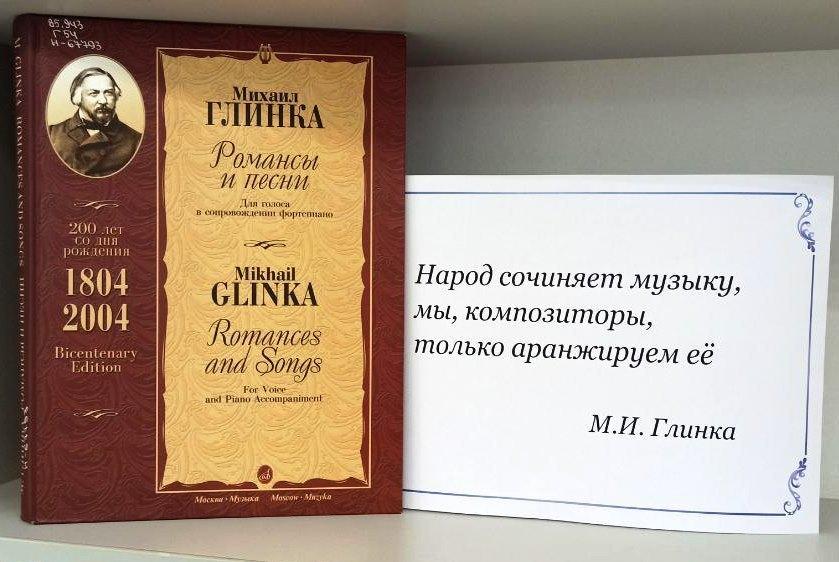 85.943
Г 54
Н-67793
Михаил
ГЛИНКА
Романсы
и песни
Для голоса
в сопровождении фортепиано
Mikhail
GLINKA
Romances
and Songs
For Voice
and Piano Accompaniment
Москва · Музыка Moscow · Muzyka
200 лет
со дня
рождения
1804
2004
Bicentenary
Edition
M. GLINKA ROMANCES AND SONGS
Народ сочиняет музыку,
мы, композиторы,
только аранжируем её
М.И. Глинка